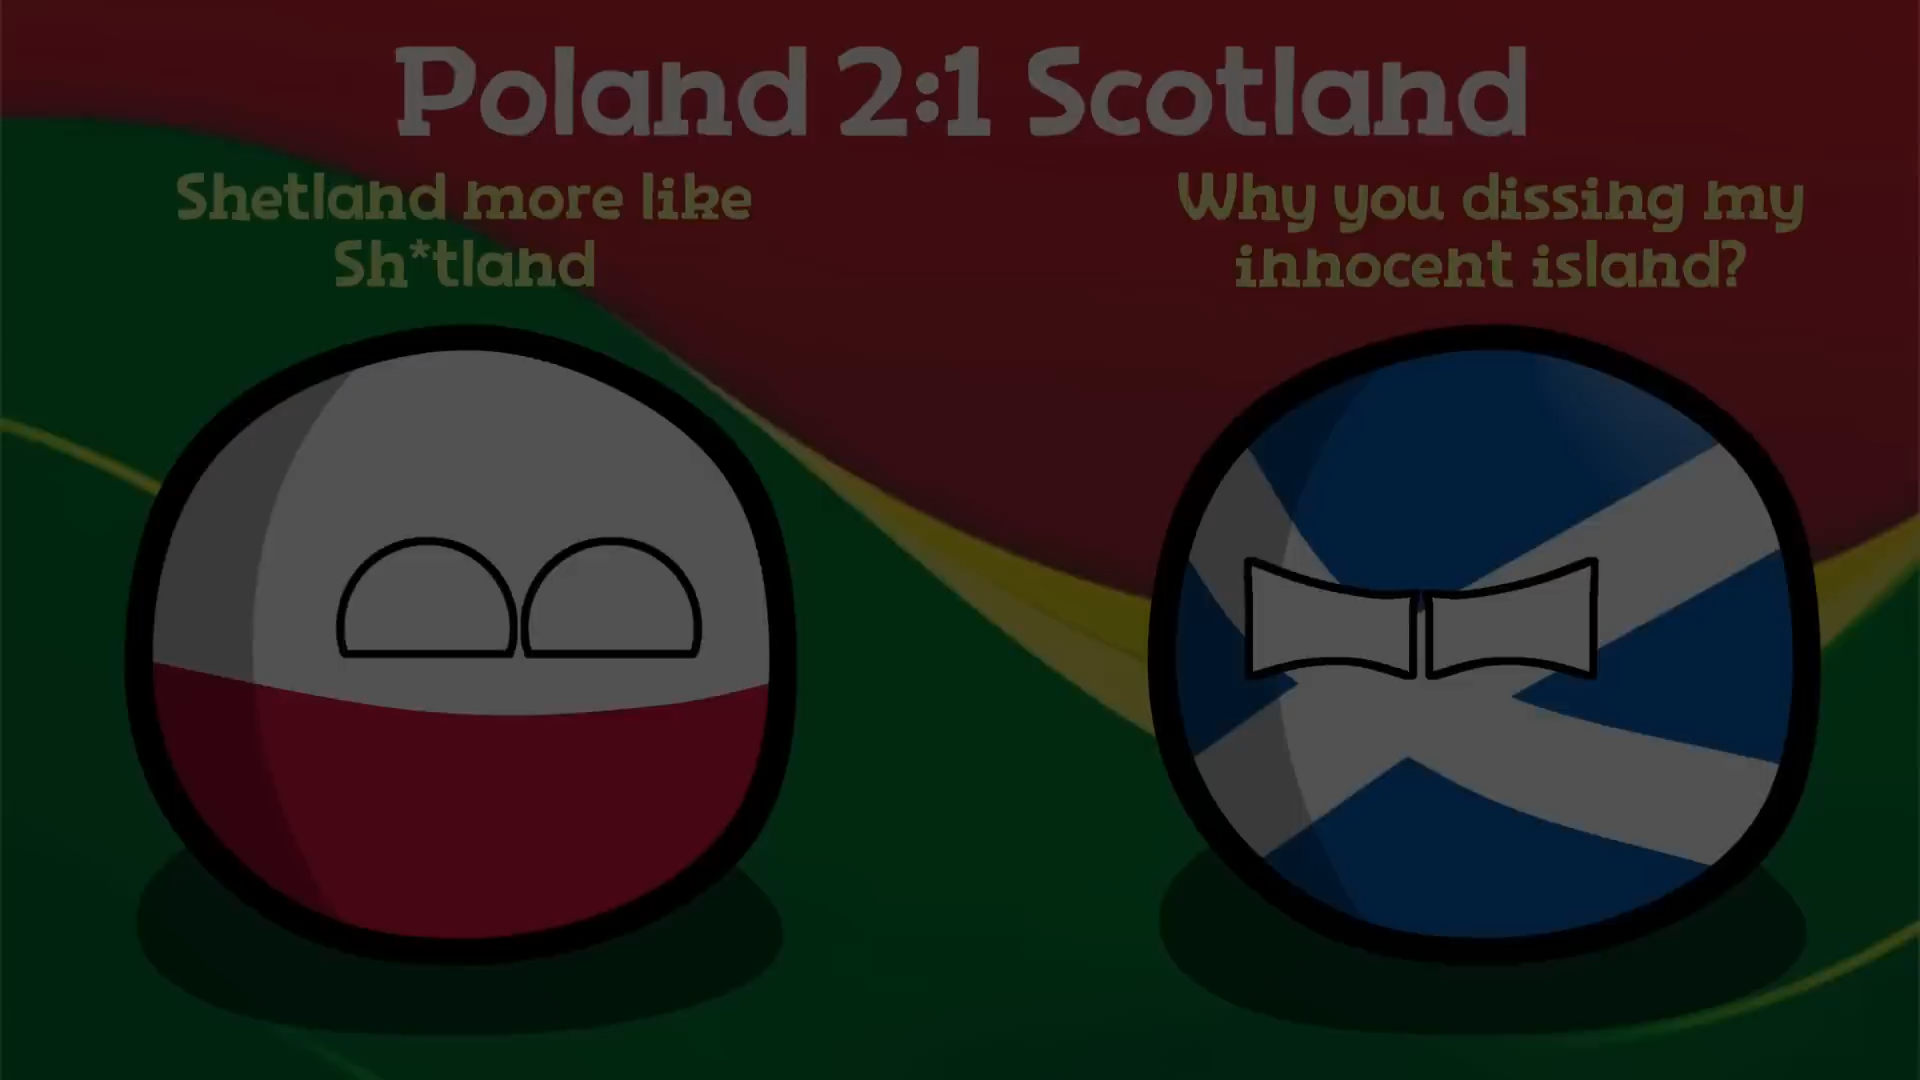 Poland 2:1 Scotland
Shetland more like
Sh*tland
Why you dissing my
innocent island?